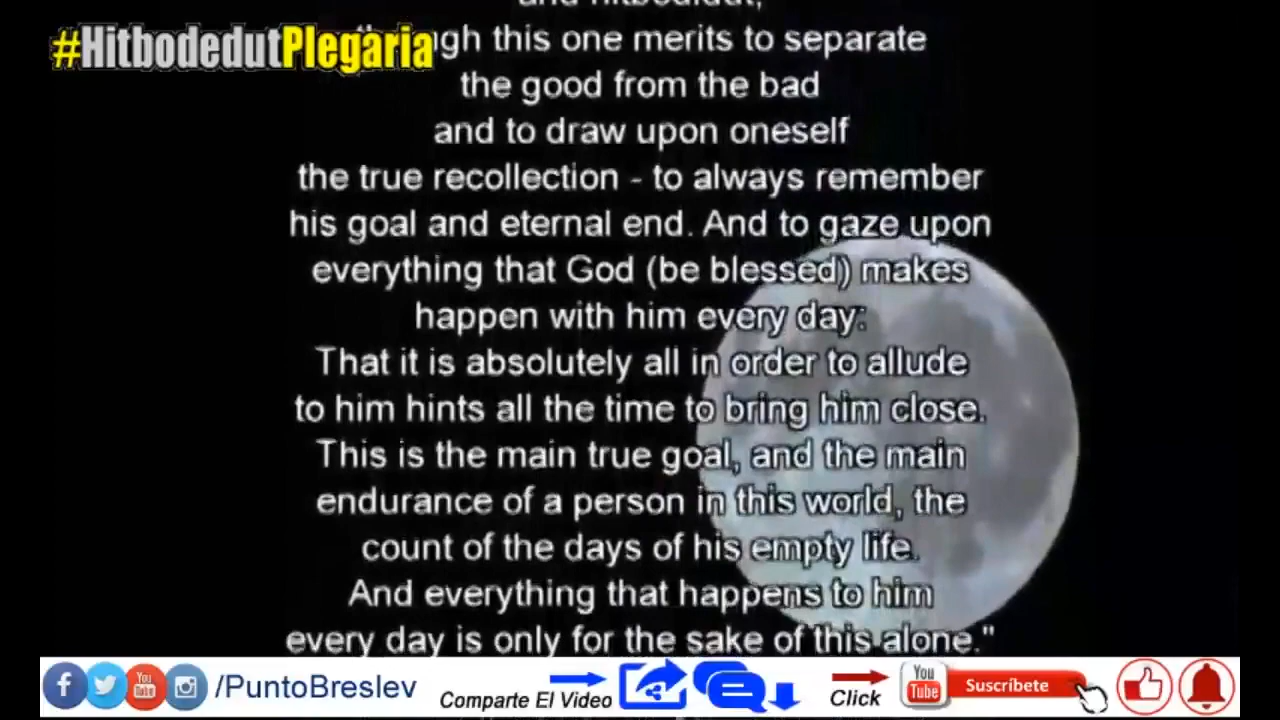 #HitbodedutPlegaria
and hitbodidut,
through this one merits to separate
the good from the bad
and to draw upon oneself
the true recollection - to always remember
his goal and eternal end. And to gaze upon
everything that God (be blessed) makes
happen with him every day:
That it is absolutely all in order to allude
to him hints all the time to bring him close.
This is the main true goal, and the main
endurance of a person in this world, the
count of the days of his empty life.
And everything that happens to him
every day is only for the sake of this alone."
/PuntoBreslev
Comparte El Video
Click
You Tube
Suscríbete